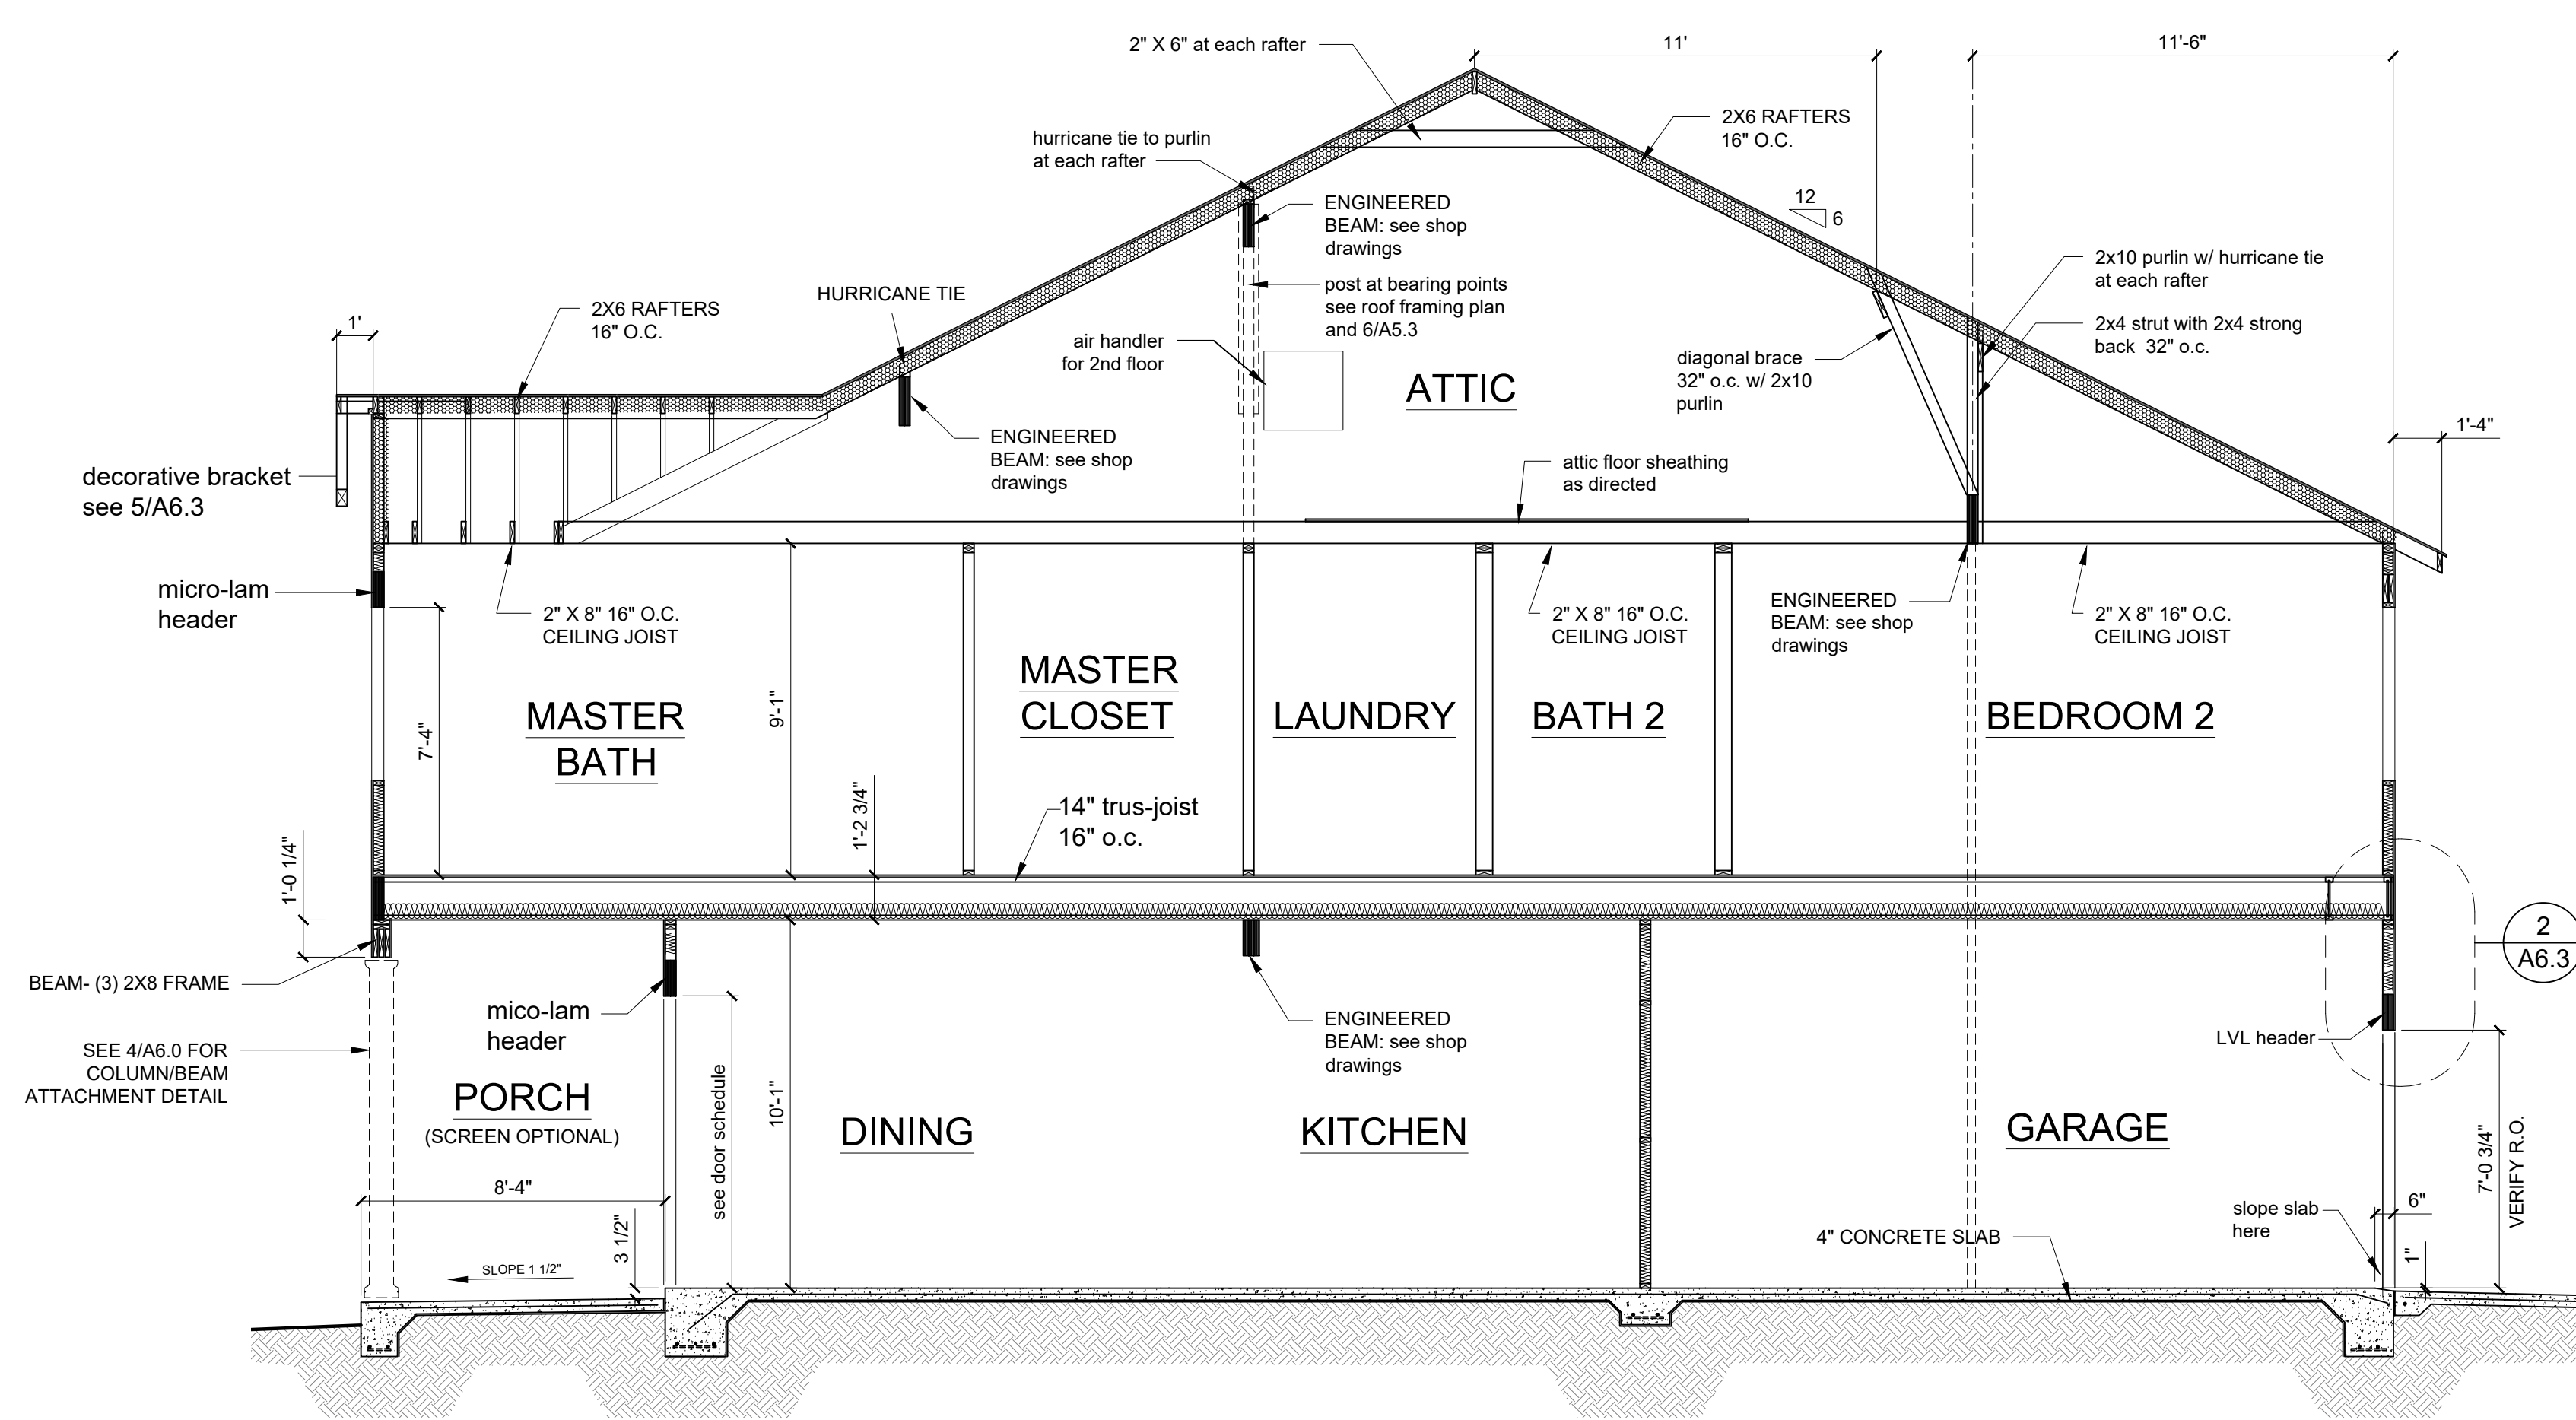 2" X 6" at each rafter
11'
11'-6"
hurricane tie to purlin
at each rafter
2X6 RAFTERS
16" O.C.
12
6
ENGINEERED
BEAM: see shop
drawings
2x10 purlin w/ hurricane tie
at each rafter
post at bearing points
see roof framing plan
and 6/A5.3
HURRICANE TIE
2X6 RAFTERS
16" O.C.
1'
air handler
for 2nd floor
2x4 strut with 2x4 strong
back 32" o.c.
diagonal brace
32" o.c. w/ 2x10
purlin
ATTIC
1'-4"
ENGINEERED
BEAM: see shop
drawings
attic floor sheathing
as directed
decorative bracket
see 5/A6.3
micro-lam
header
2" X 8" 16" O.C.
CEILING JOIST
2" X 8" 16" O.C.
CEILING JOIST
ENGINEERED
BEAM: see shop
drawings
2" X 8" 16" O.C.
CEILING JOIST
7'-4"
MASTER
BATH
9'-1"
MASTER
CLOSET
LAUNDRY
BATH 2
BEDROOM 2
1'-0 1/4"
1'-2 3/4"
14" trus-joist
16" o.c.
2
A6.3
BEAM- (3) 2X8 FRAME
mico-lam
header
ENGINEERED
BEAM: see shop
drawings
LVL header
SEE 4/A6.0 FOR
COLUMN/BEAM
ATTACHMENT DETAIL
PORCH
(SCREEN OPTIONAL)
see door schedule
10'-1"
DINING
KITCHEN
GARAGE
7'-0 3/4"
VERIFY R.O.
8'-4"
3 1/2"
SLOPE 1 1/2"
4" CONCRETE SLAB
slope slab
here
6"
1"